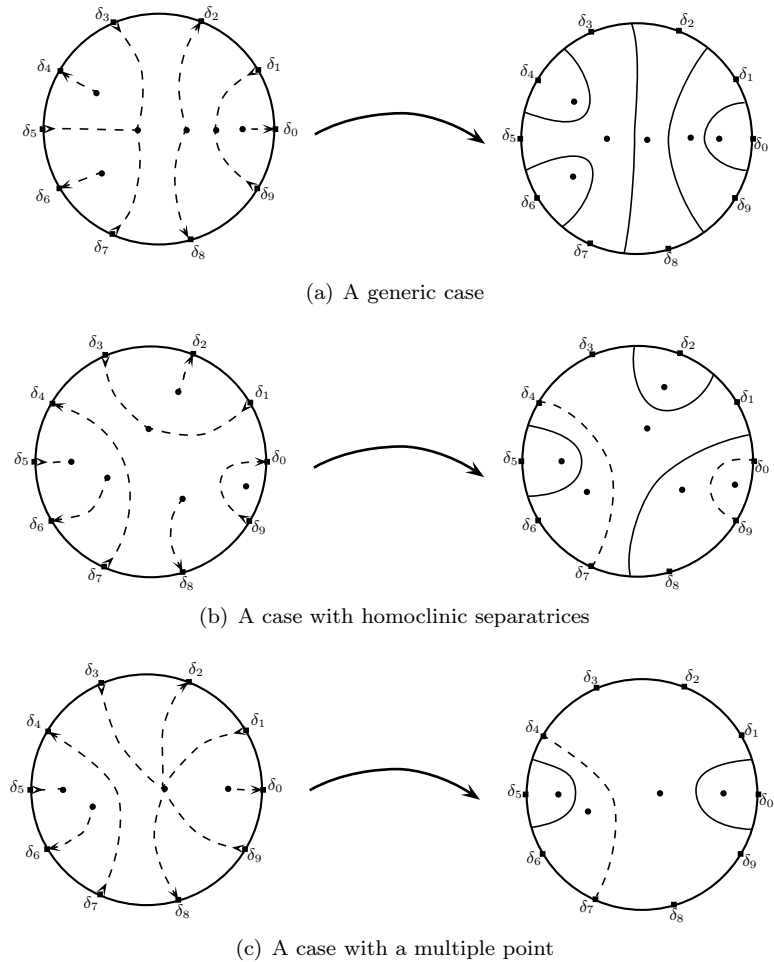 δ3 δ2 δ3 δ2
δ4 δ1 δ4 δ1
δ5 δ0 δ5 δ0
δ6 δ9 δ6 δ9
δ7 δ8 δ7 δ8
(a) A generic case
δ3 δ2 δ3 δ2
δ4 δ1 δ4 δ1
δ5 δ0 δ5 δ0
δ6 δ9 δ6 δ9
δ7 δ8 δ7 δ8
(b) A case with homoclinic separatrices
δ3 δ2 δ3 δ2
δ4 δ1 δ4 δ1
δ5 δ0 δ5 δ0
δ6 δ9 δ6 δ9
δ7 δ8 δ7 δ8
(c) A case with a multiple point